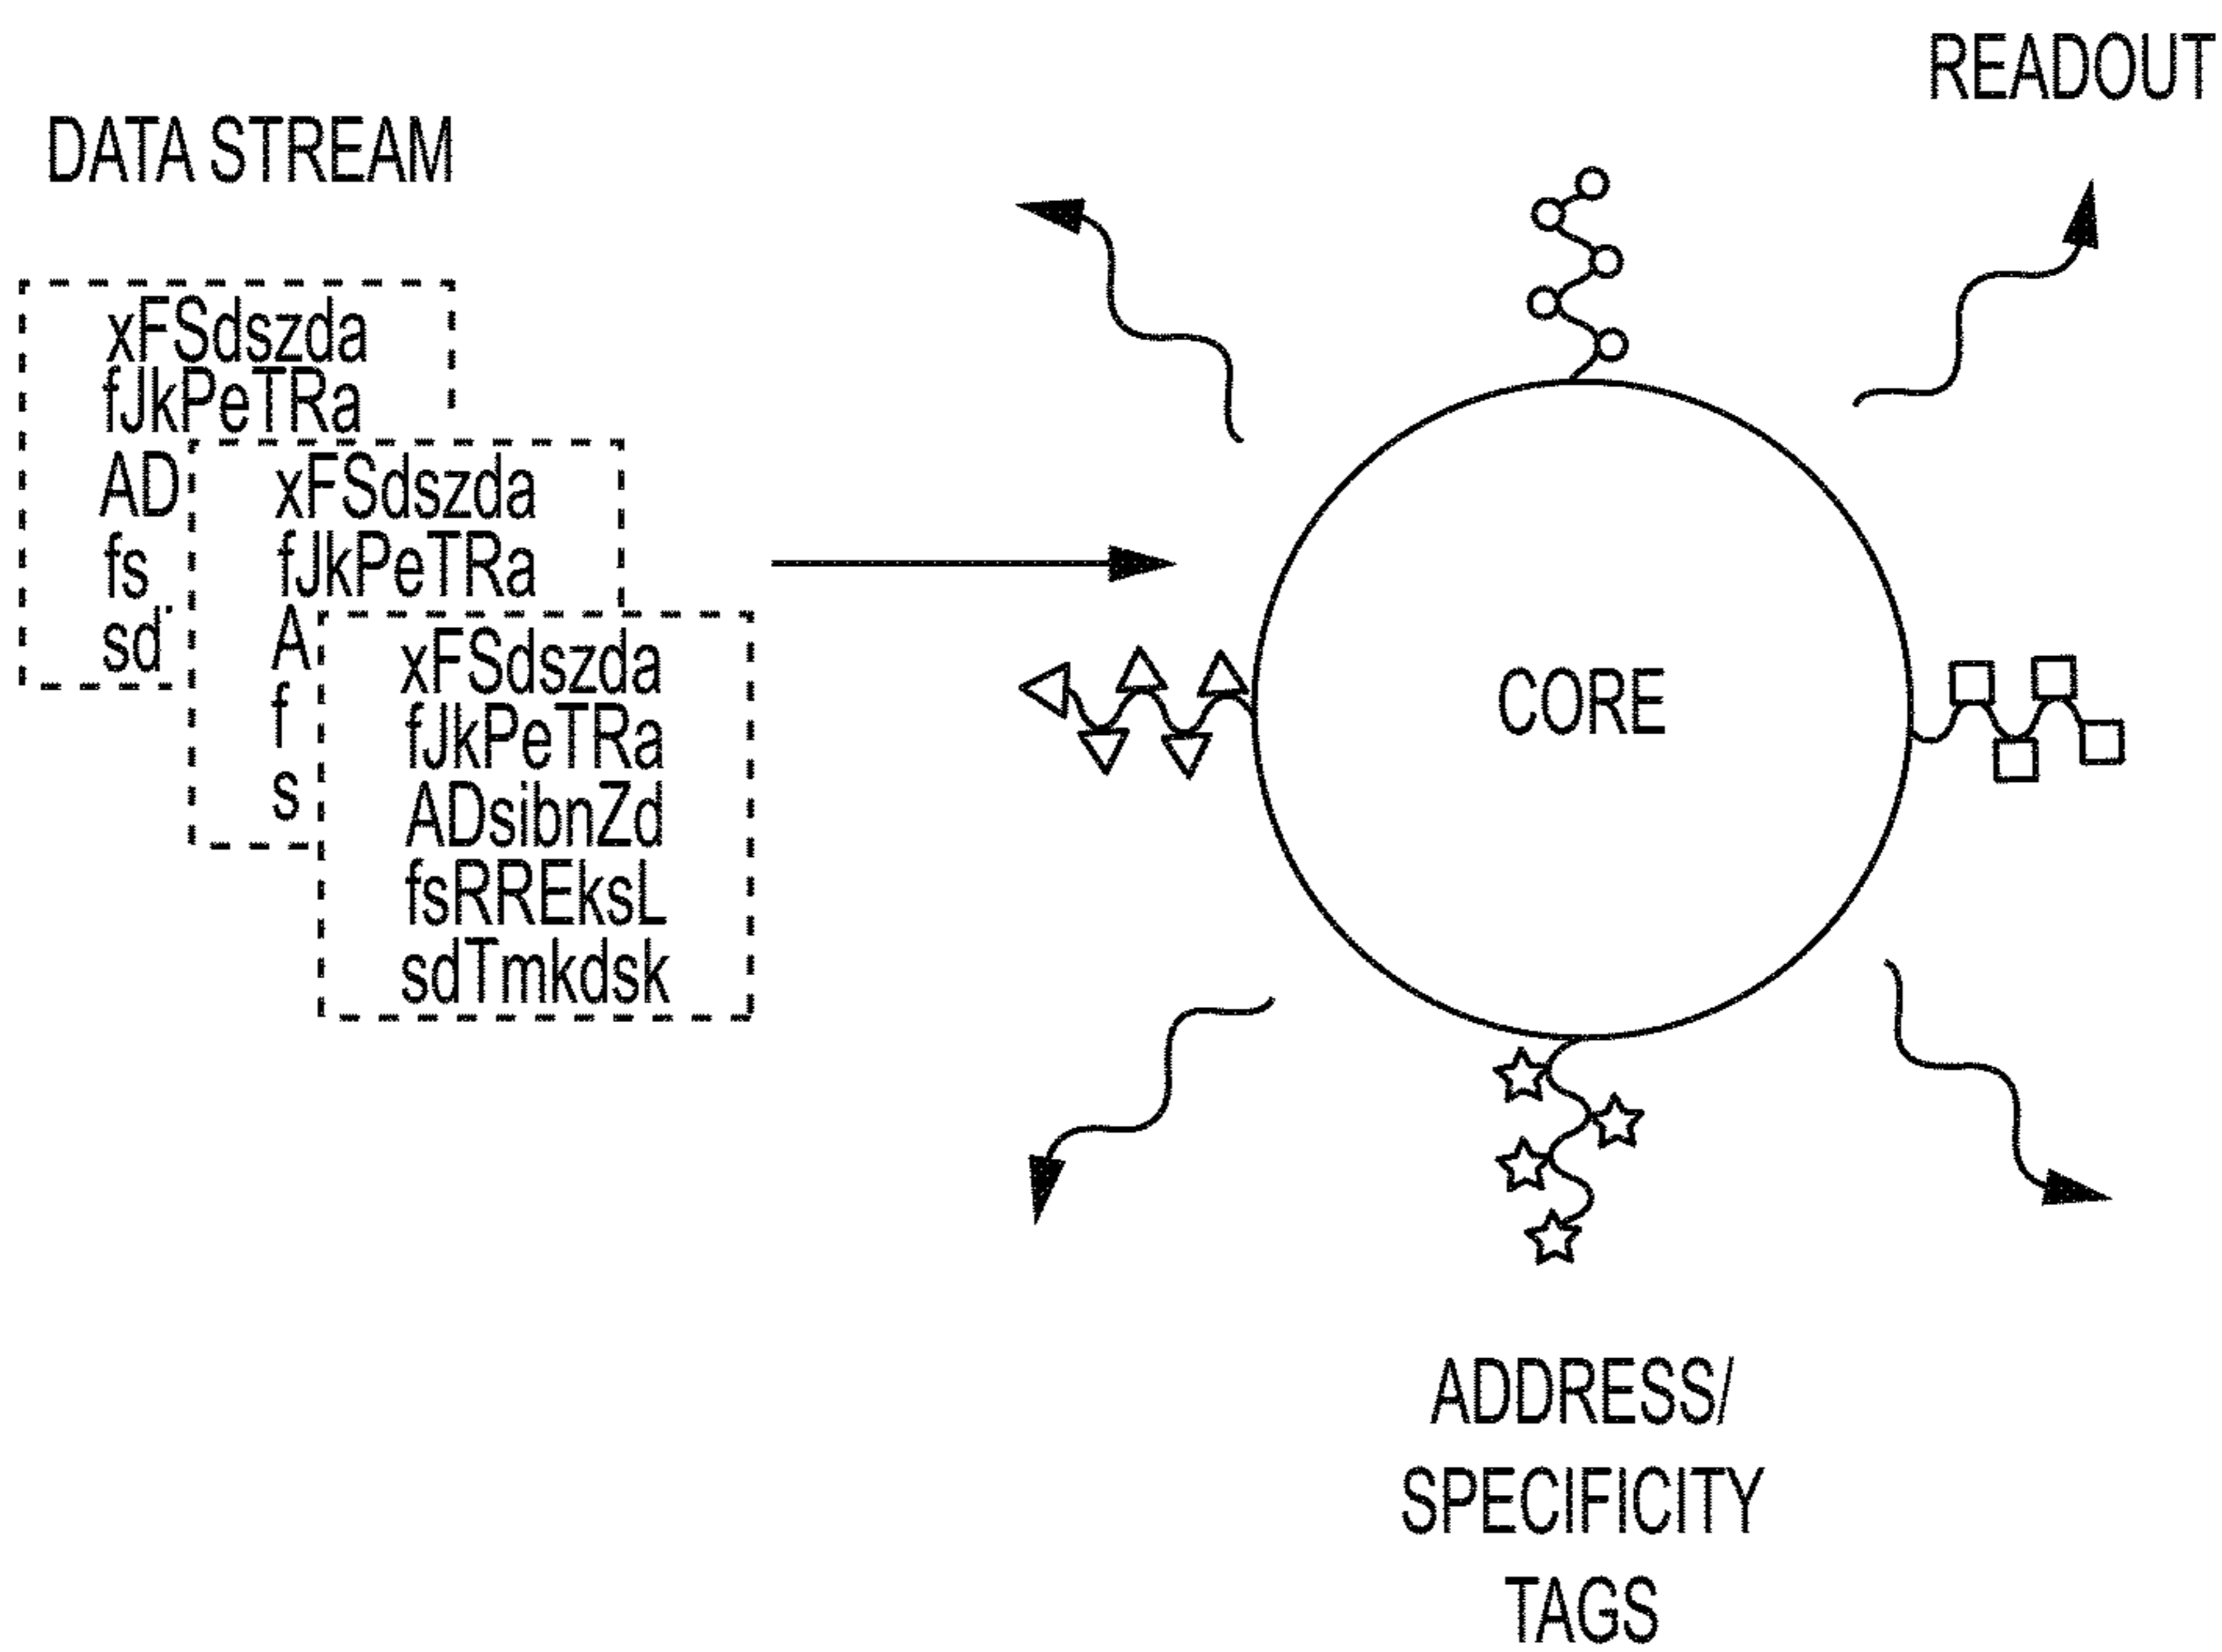 READOUT
DATA STREAM
xFSdszda
fJkPeTRa
AD
fs
sd
xFSdszda
fJkPeTRa
A
f
s
xFSdszda
fJkPeTRa
ADsibnZd
fsRREksL
sdTmkdsk
CORE
ADDRESS/
SPECIFICITY
TAGS